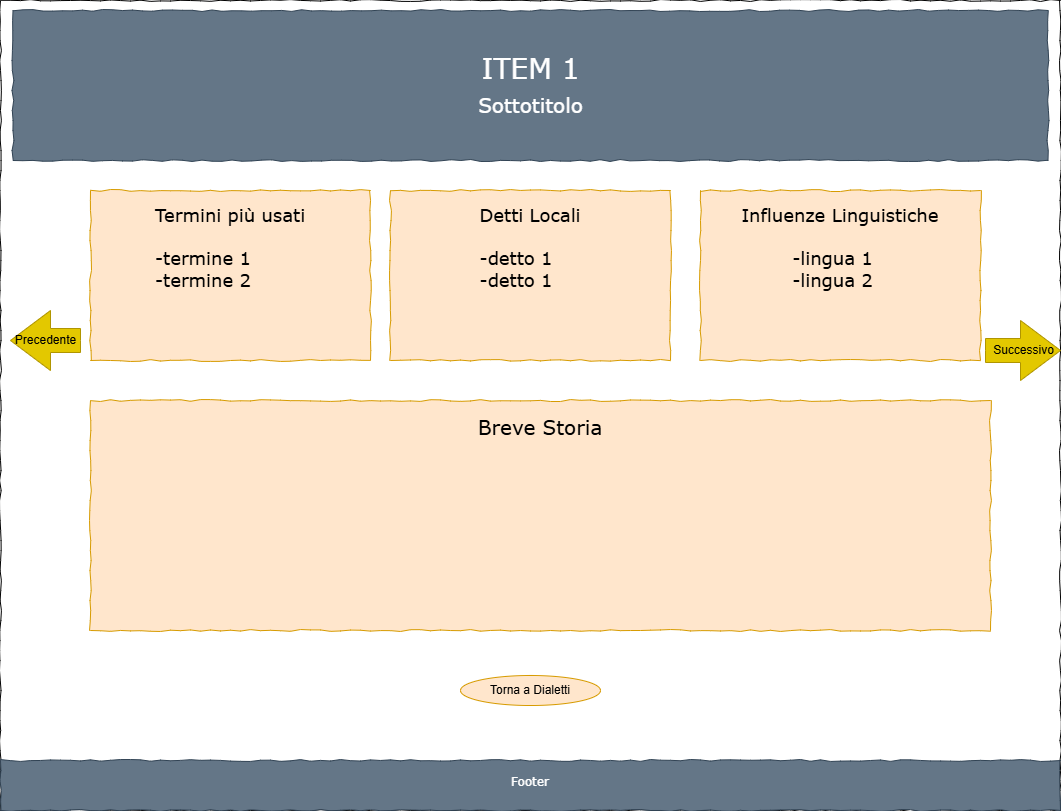 ITEM 1
Sottotitolo
Termini più usati
-termine 1
-termine 2
Detti Locali
-detto 1
-detto 1
Influenze Linguistiche
-lingua 1
-lingua 2
Precedente
Successivo
Breve Storia
Torna a Dialetti
Footer